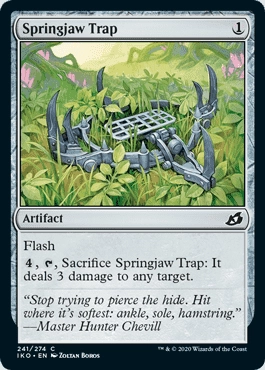 Springjaw Trap 1
Artifact
Flash
4, , Sacrifice Springjaw Trap: It
deals 3 damage to any target.
“Stop trying to pierce the hide. Hit
where it’s softest: ankle, sole, hamstring.”
—Master Hunter Chevill
241/274 C
IKO • EN Zoltan Boros
™ & © 2020 Wizards of the Coast